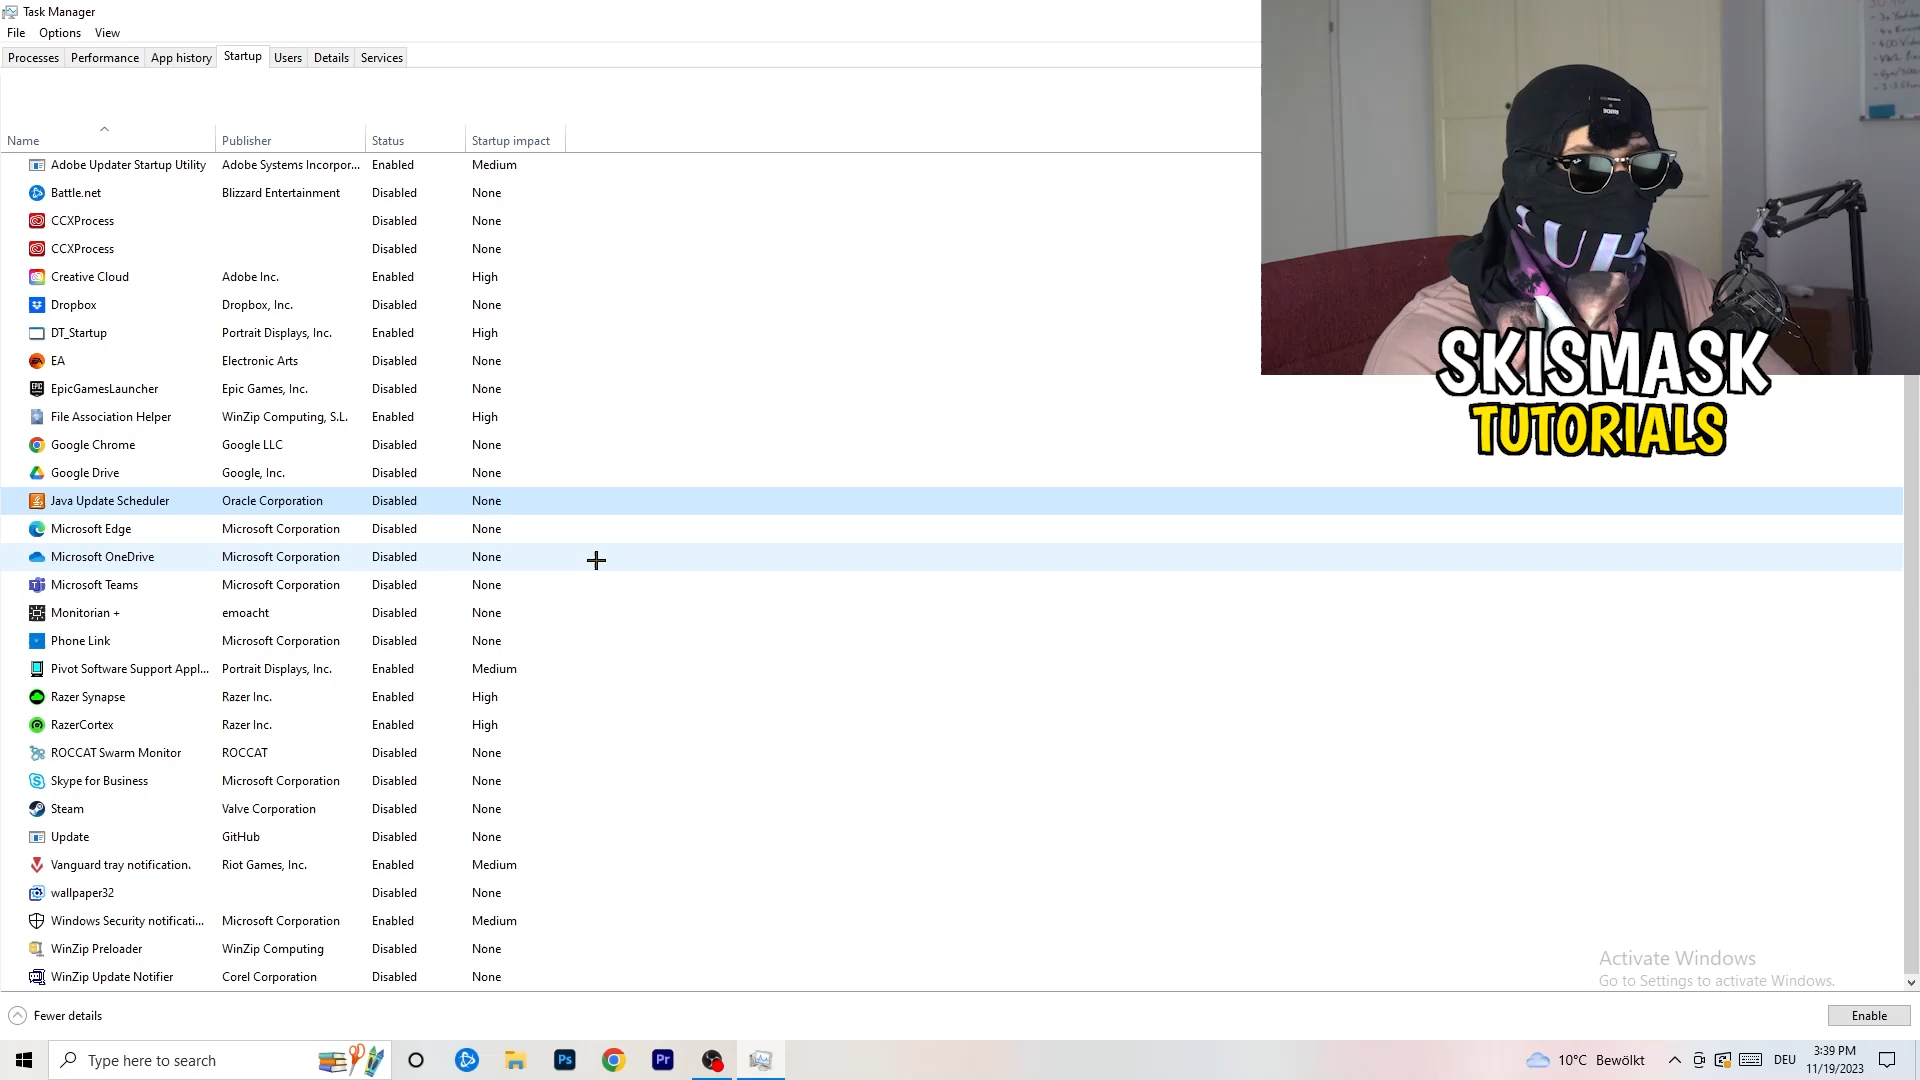 Task Manager
File Options View
Processes Performance App history Startup Users Details Services
Name Publisher Status Startup impact
Adobe Updater Startup Utility Adobe Systems Incorpor... Enabled Medium
Battle.net Blizzard Entertainment Disabled None
CCXProcess Disabled None
CCXProcess Disabled None
Creative Cloud Adobe Inc. Enabled High
Dropbox Dropbox, Inc. Disabled None
DT_Startup Portrait Displays, Inc. Enabled High
EA Electronic Arts Disabled None
EpicGamesLauncher Epic Games, Inc. Disabled None
File Association Helper WinZip Computing, S.L. Enabled High
Google Chrome Google LLC Disabled None
Google Drive Google, Inc. Disabled None
Java Update Scheduler Oracle Corporation Disabled None
Microsoft Edge Microsoft Corporation Disabled None
Microsoft OneDrive Microsoft Corporation Disabled None
Microsoft Teams Microsoft Corporation Disabled None
Monitorian + emoacht Disabled None
Phone Link Microsoft Corporation Disabled None
Pivot Software Support Appl... Portrait Displays, Inc. Enabled Medium
Razer Synapse Razer Inc. Enabled High
RazerCortex Razer Inc. Enabled High
ROCCAT Swarm Monitor ROCCAT Disabled None
Skype for Business Microsoft Corporation Disabled None
Steam Valve Corporation Disabled None
Update GitHub Disabled None
Vanguard tray notification. Riot Games, Inc. Enabled Medium
wallpaper32 Disabled None
Windows Security notificati... Microsoft Corporation Enabled Medium
WinZip Preloader WinZip Computing Disabled None
WinZip Update Notifier Corel Corporation Disabled None
SKISMASK
TUTORIALS
Activate Windows
Go to Settings to activate Windows.
Fewer details
Enable
Type here to search
Ps
Pr
10°C Bewölkt
DEU
3:39 PM
11/19/2023